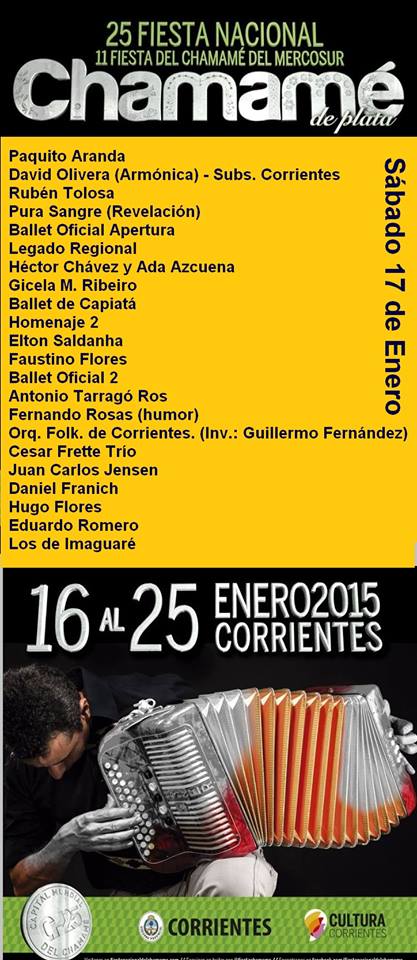 25 FIESTA NACIONAL
11 FIESTA DEL CHAMAMÉ DEL MERCOSUR
Chamamé
de plata
Sábado 17 de Enero
Paquito Aranda
David Olivera (Armónica) - Subs. Corrientes
Rubén Tolosa
Pura Sangre (Revelación)
Ballet Oficial Apertura
Legado Regional
Héctor Chávez y Ada Azcuena
Gicela M. Ribeiro
Ballet de Capiatá
Homenaje 2
Elton Saldanha
Faustino Flores
Ballet Oficial 2
Antonio Tarragó Ros
Fernando Rosas (humor)
Orq. Folk. de Corrientes. (Inv.: Guillermo Fernández)
Cesar Frette Trío
Juan Carlos Jensen
Daniel Franich
Hugo Flores
Eduardo Romero
Los de Imaguaré
16 AL 25 ENERO2015
CORRIENTES
CAPITAL MUNDIAL
DEL CHAMAMÉ
CORRIENTES
CULTURA
CORRIENTES